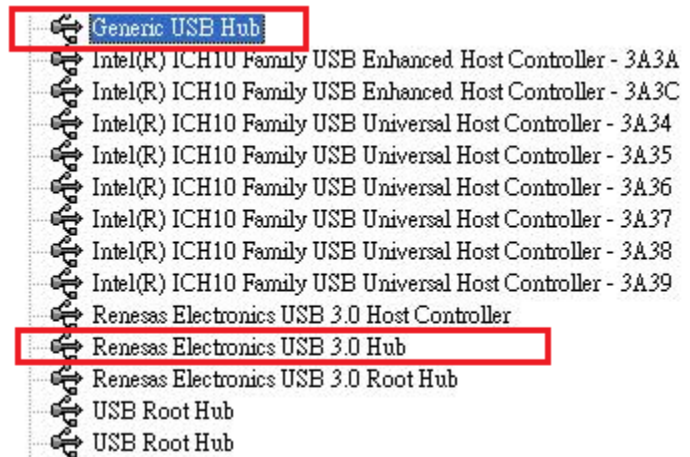 Generic USB Hub
Intel(R) ICH10 Family USB Enhanced Host Controller - 3A3A
Intel(R) ICH10 Family USB Enhanced Host Controller - 3A3C
Intel(R) ICH10 Family USB Universal Host Controller - 3A34
Intel(R) ICH10 Family USB Universal Host Controller - 3A35
Intel(R) ICH10 Family USB Universal Host Controller - 3A36
Intel(R) ICH10 Family USB Universal Host Controller - 3A37
Intel(R) ICH10 Family USB Universal Host Controller - 3A38
Intel(R) ICH10 Family USB Universal Host Controller - 3A39
Renesas Electronics USB 3.0 Host Controller
Renesas Electronics USB 3.0 Hub
Renesas Electronics USB 3.0 Root Hub
USB Root Hub
USB Root Hub